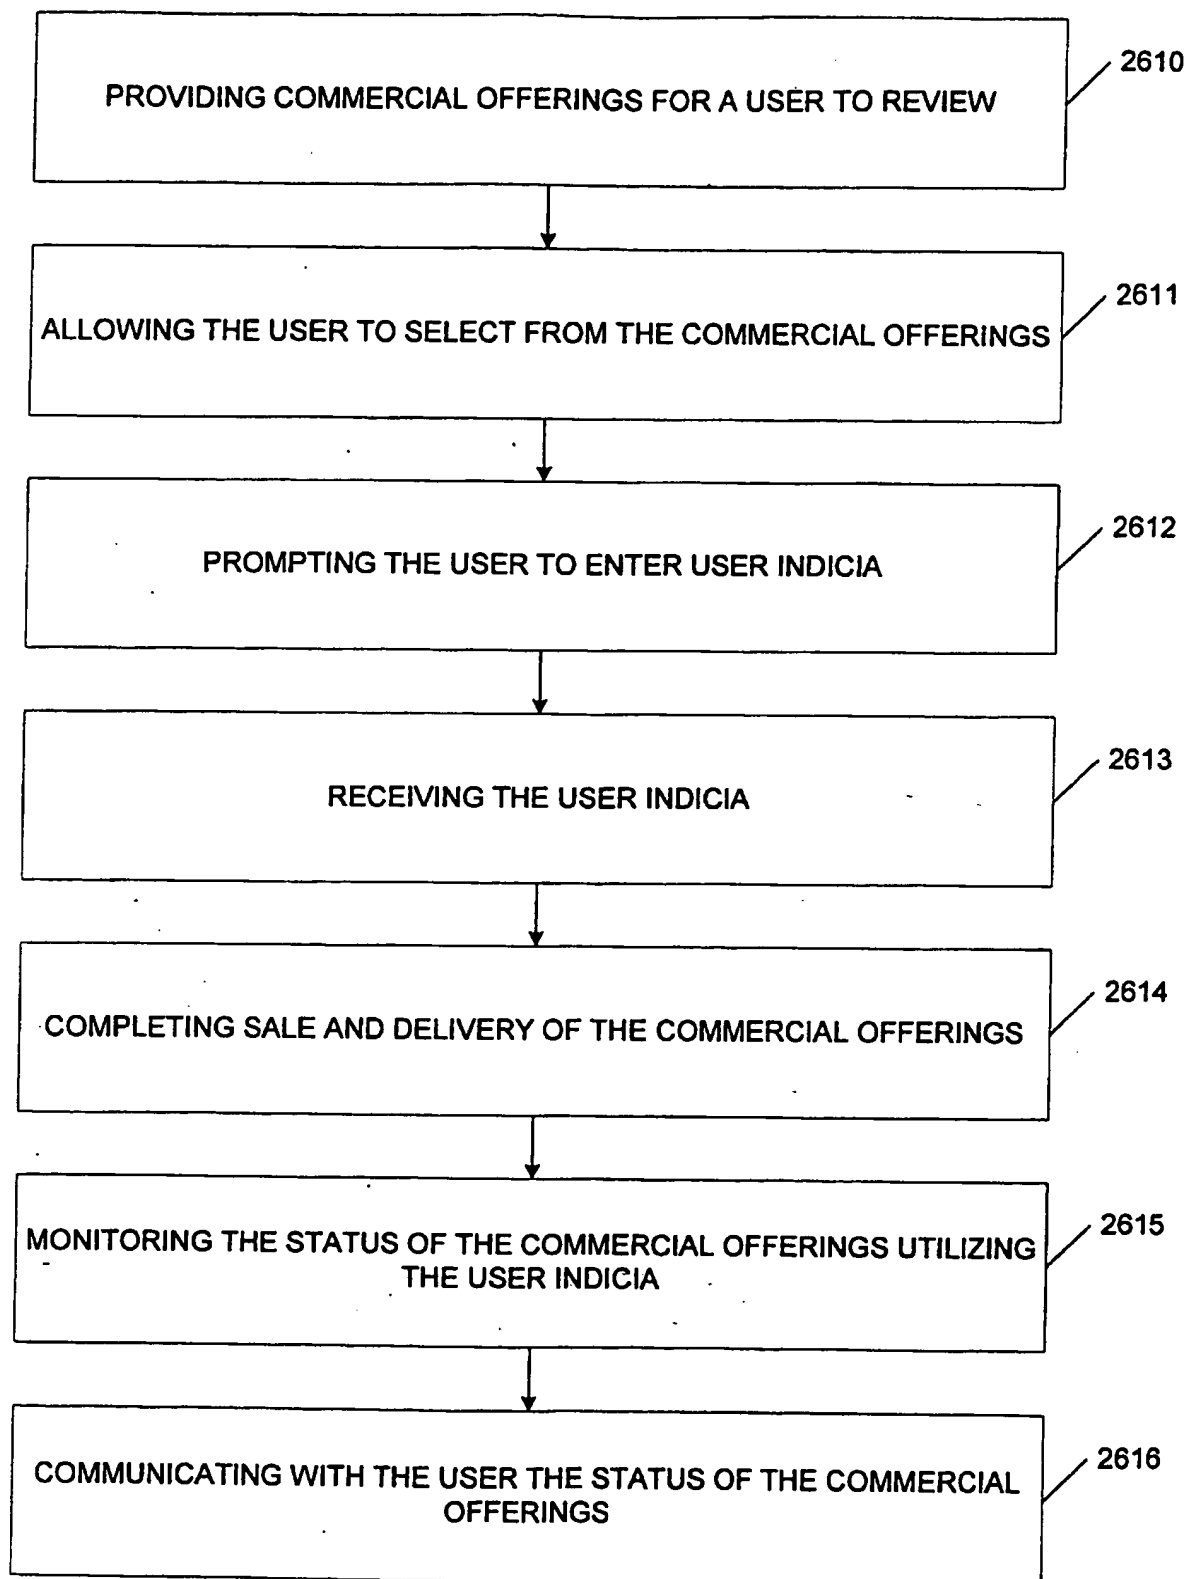 PROVIDING COMMERCIAL OFFERINGS FOR A USER TO REVIEW
2610
ALLOWING THE USER TO SELECT FROM THE COMMERCIAL OFFERINGS
2611
PROMPTING THE USER TO ENTER USER INDICIA
2612
RECEIVING THE USER INDICIA
2613
COMPLETING SALE AND DELIVERY OF THE COMMERCIAL OFFERINGS
2614
MONITORING THE STATUS OF THE COMMERCIAL OFFERINGS UTILIZING
THE USER INDICIA
2615
COMMUNICATING WITH THE USER THE STATUS OF THE COMMERCIAL
OFFERINGS
2616